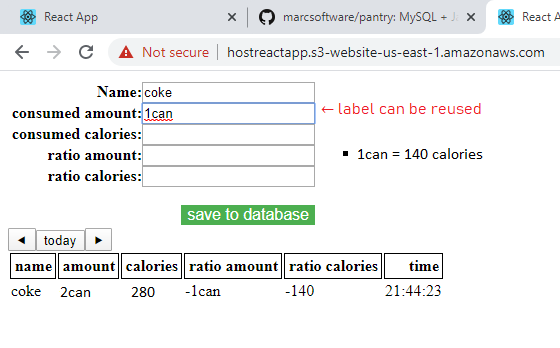 React App
marcsoftware/pantry: MySQL + J
React App
Not secure | hostreactapp.s3-website-us-east-1.amazonaws.com
Name: coke
consumed amount: 1can ← label can be reused
consumed calories:
ratio amount: ▪ 1can = 140 calories
ratio calories:
save to database
◄ today ►
name amount calories ratio amount ratio calories time
coke 2can 280 -1can -140 21:44:23